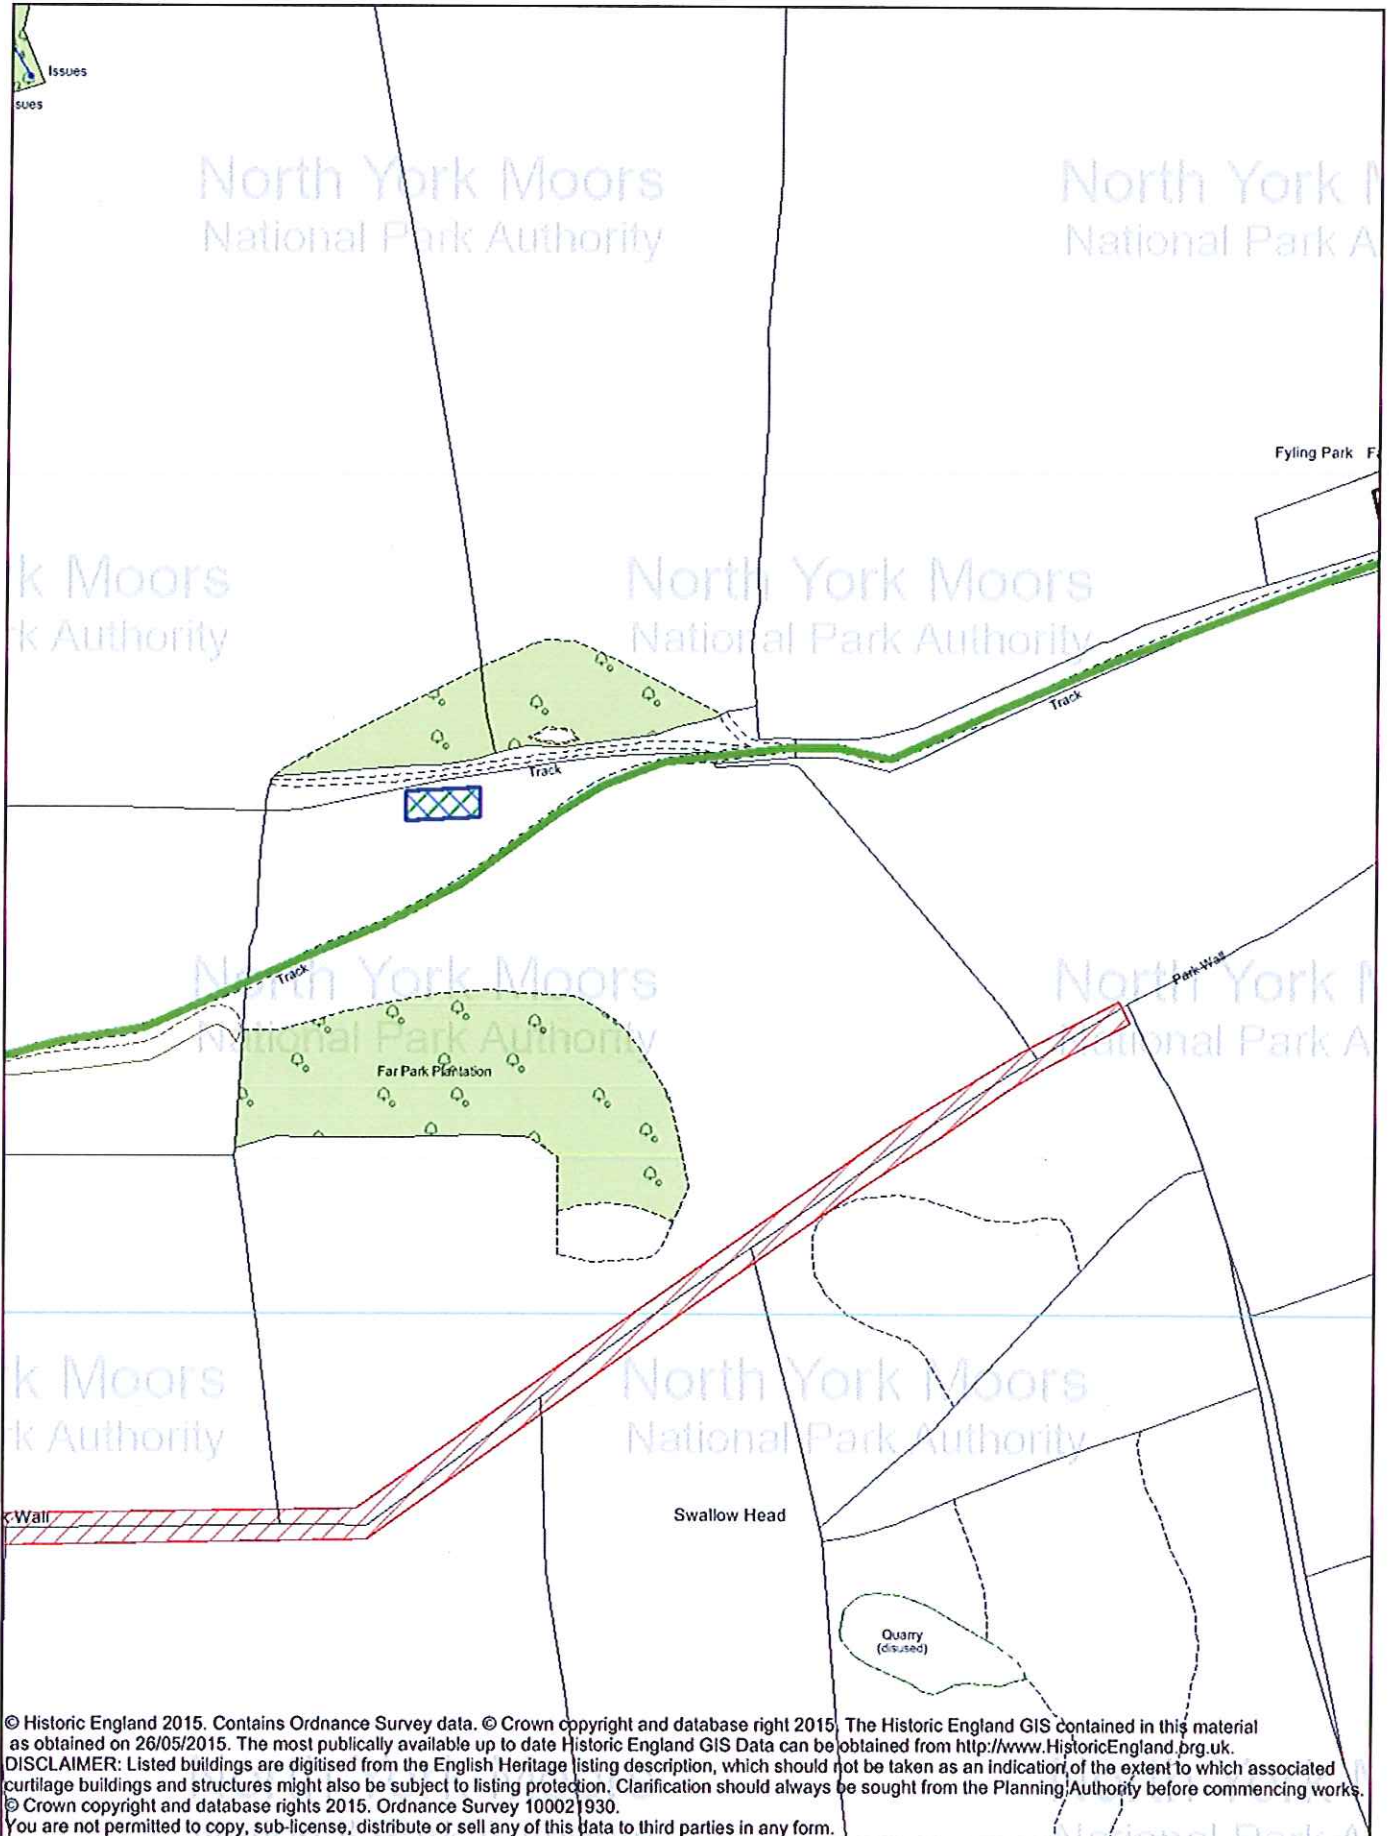 Issues
sues
North York Moors
National Park Authority
North York
National Park A
Fyling Park
k Moors
k Authority
North York Moors
National Park Authority
Track
Track
North York Moors
National Park Authority
Track
Park Wall
North York
National Park A
Far Park Plantation
k Moors
k Authority
North York Moors
National Park Authority
Wall
Swallow Head
Quarry
(disused)
© Historic England 2015. Contains Ordnance Survey data. © Crown copyright and database right 2015. The Historic England GIS contained in this material
as obtained on 26/05/2015. The most publically available up to date Historic England GIS Data can be obtained from http://www.HistoricEngland.org.uk.
DISCLAIMER: Listed buildings are digitised from the English Heritage listing description, which should not be taken as an indication of the extent to which associated
curtilage buildings and structures might also be subject to listing protection. Clarification should always be sought from the Planning Authority before commencing works.
© Crown copyright and database rights 2015. Ordnance Survey 100021930.
You are not permitted to copy, sub-license, distribute or sell any of this data to third parties in any form.